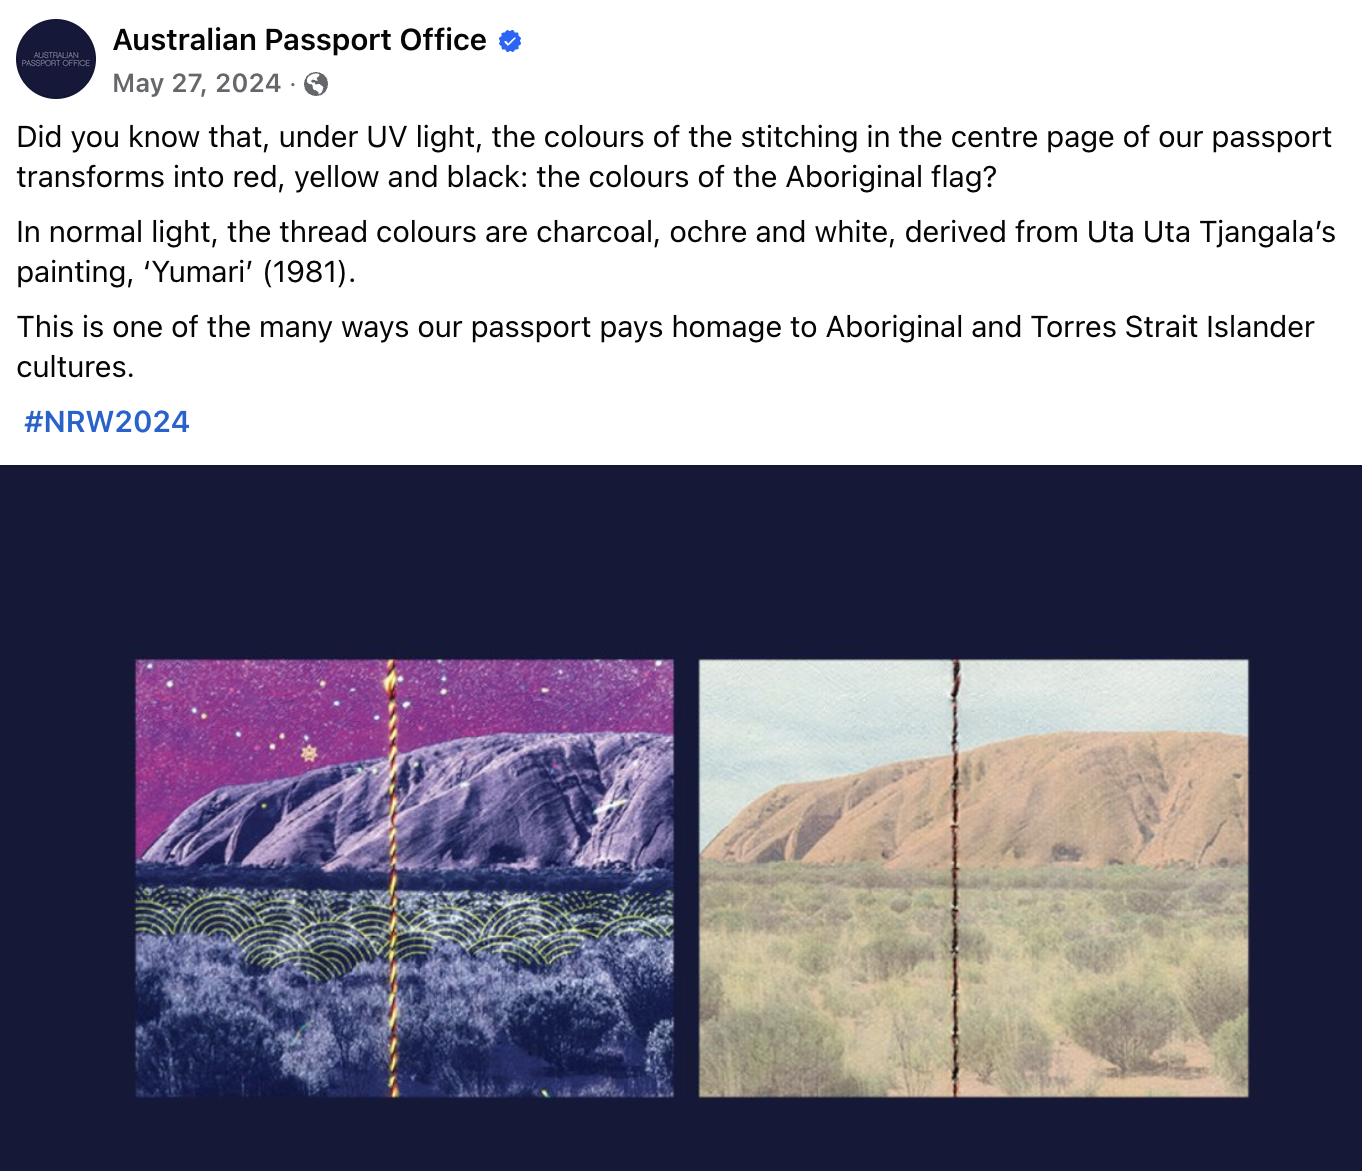 AUSTRALIAN
PASSPORT OFFICE
Australian Passport Office
May 27, 2024 ·
Did you know that, under UV light, the colours of the stitching in the centre page of our passport
transforms into red, yellow and black: the colours of the Aboriginal flag?
In normal light, the thread colours are charcoal, ochre and white, derived from Uta Uta Tjangala’s
painting, ‘Yumari’ (1981).
This is one of the many ways our passport pays homage to Aboriginal and Torres Strait Islander
cultures.
#NRW2024